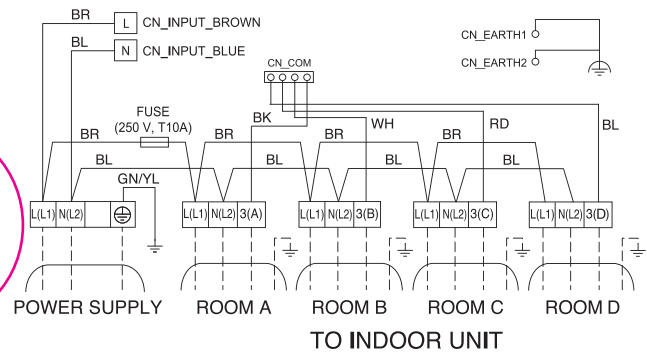 BR
L CN_INPUT_BROWN
BL
N CN_INPUT_BLUE
CN_EARTH1
CN_EARTH2
CN_COM
FUSE
(250 V, T10A)
BK
WH
RD
BL
BR
BR
BR
BR
BL
BL
BL
BL
GN/YL
L(L1) N(L2)
L(L1) N(L2) 3(A)
L(L1) N(L2) 3(B)
L(L1) N(L2) 3(C)
L(L1) N(L2) 3(D)
POWER SUPPLY
ROOM A
ROOM B
ROOM C
ROOM D
TO INDOOR UNIT